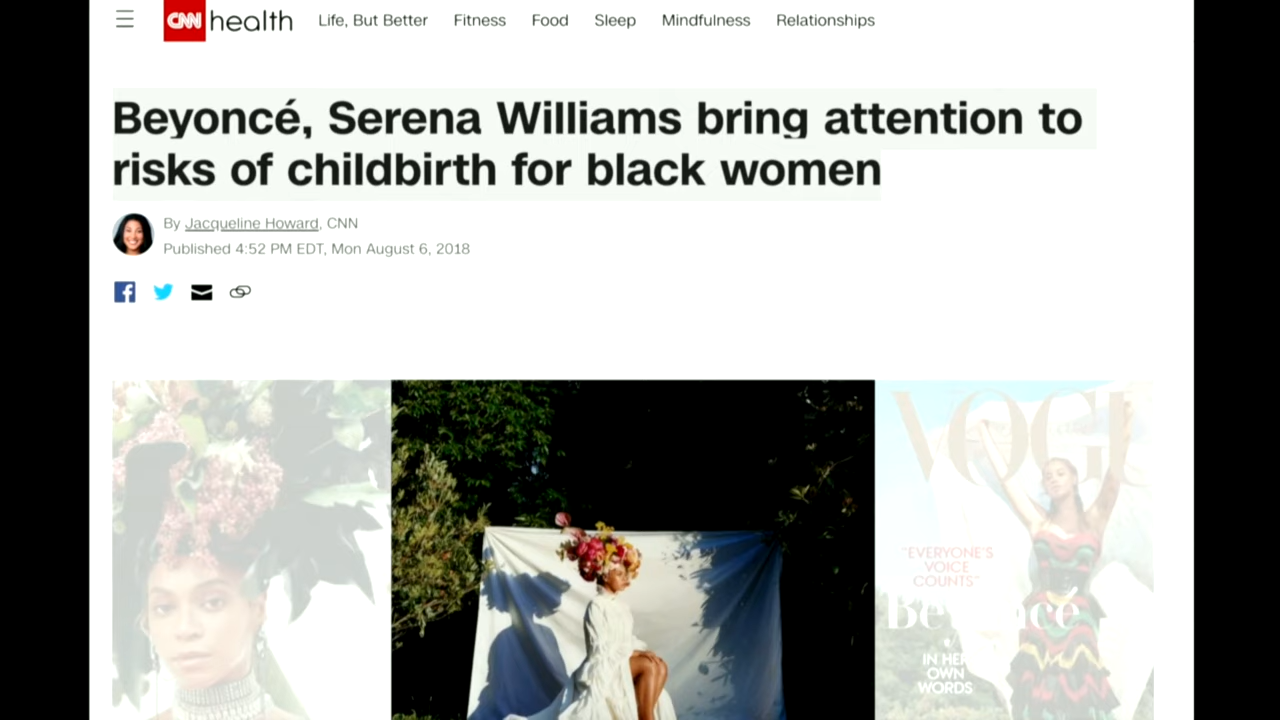 CNN health Life, But Better Fitness Food Sleep Mindfulness Relationships
Beyoncé, Serena Williams bring attention to
risks of childbirth for black women
By Jacqueline Howard, CNN
Published 4:52 PM EDT, Mon August 6, 2018
"EVERYONE'S
VOICE
COUNTS"
IN HER
OWN
WORDS